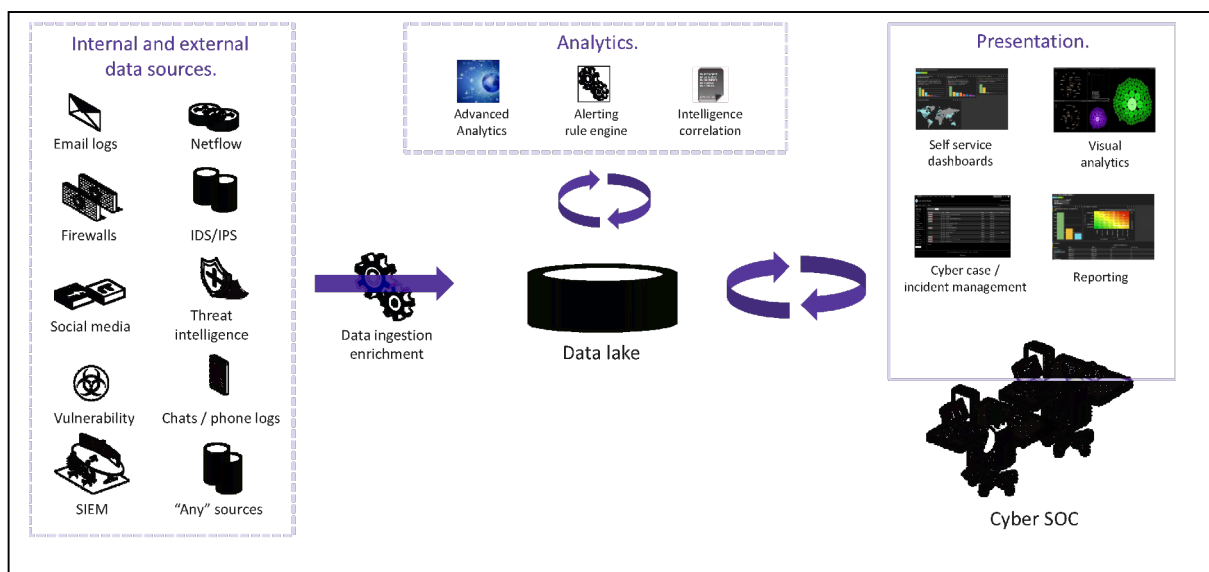 Internal and external
data sources.
Email logs
Netflow
Firewalls
IDS/IPS
Social media
Threat
intelligence
Vulnerability
Chats / phone logs
SIEM
“Any” sources
Data ingestion
enrichment
Analytics.
Advanced
Analytics
Alerting
rule engine
Intelligence
correlation
Data lake
Presentation.
Self service
dashboards
Visual
analytics
Cyber case /
incident management
Reporting
Cyber SOC